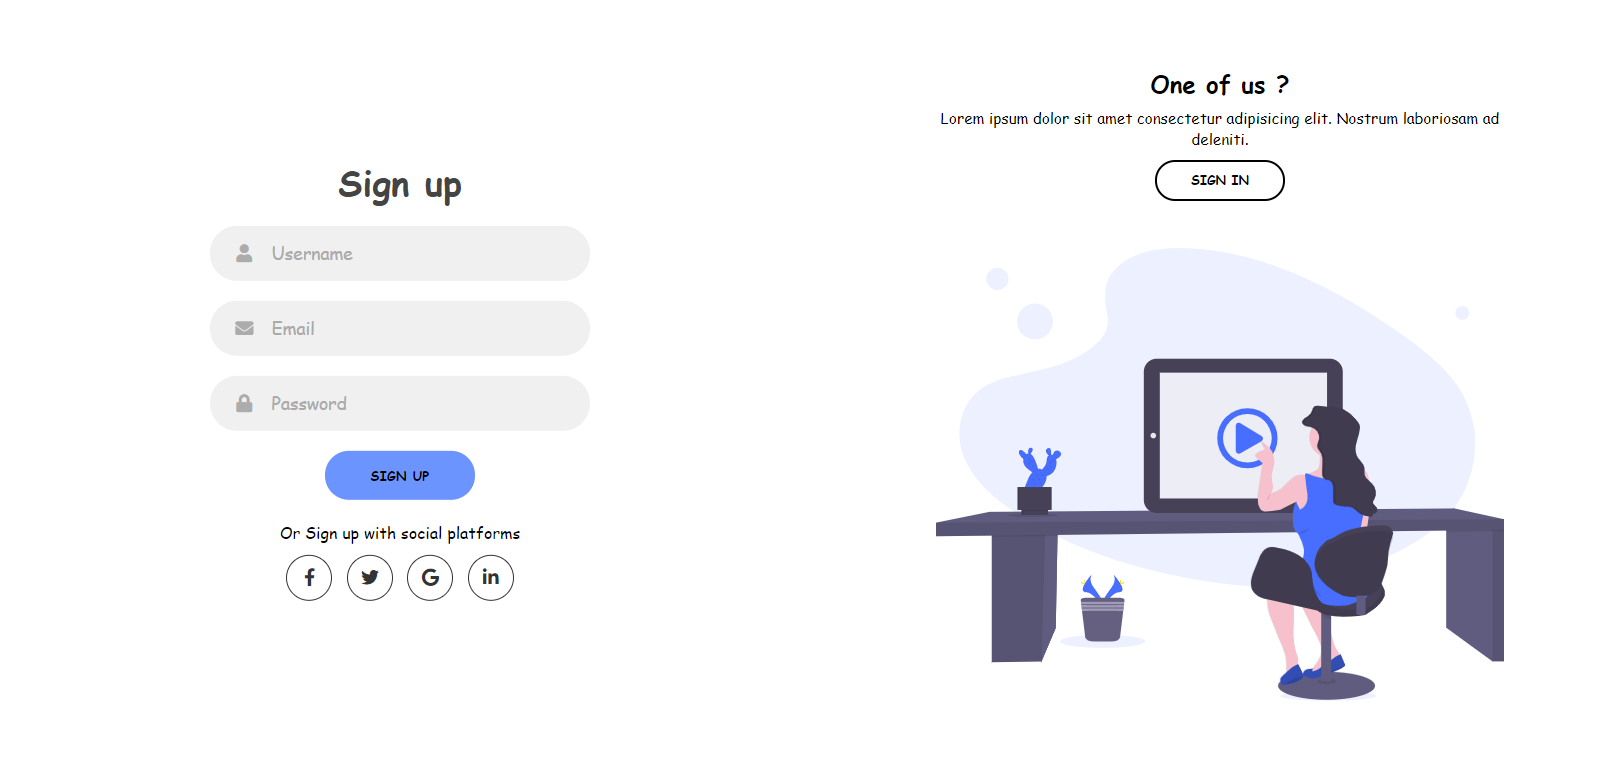 Sign up
Username
Email
Password
SIGN UP
Or Sign up with social platforms
One of us ?
Lorem ipsum dolor sit amet consectetur adipisicing elit. Nostrum laboriosam ad
deleniti.
SIGN IN